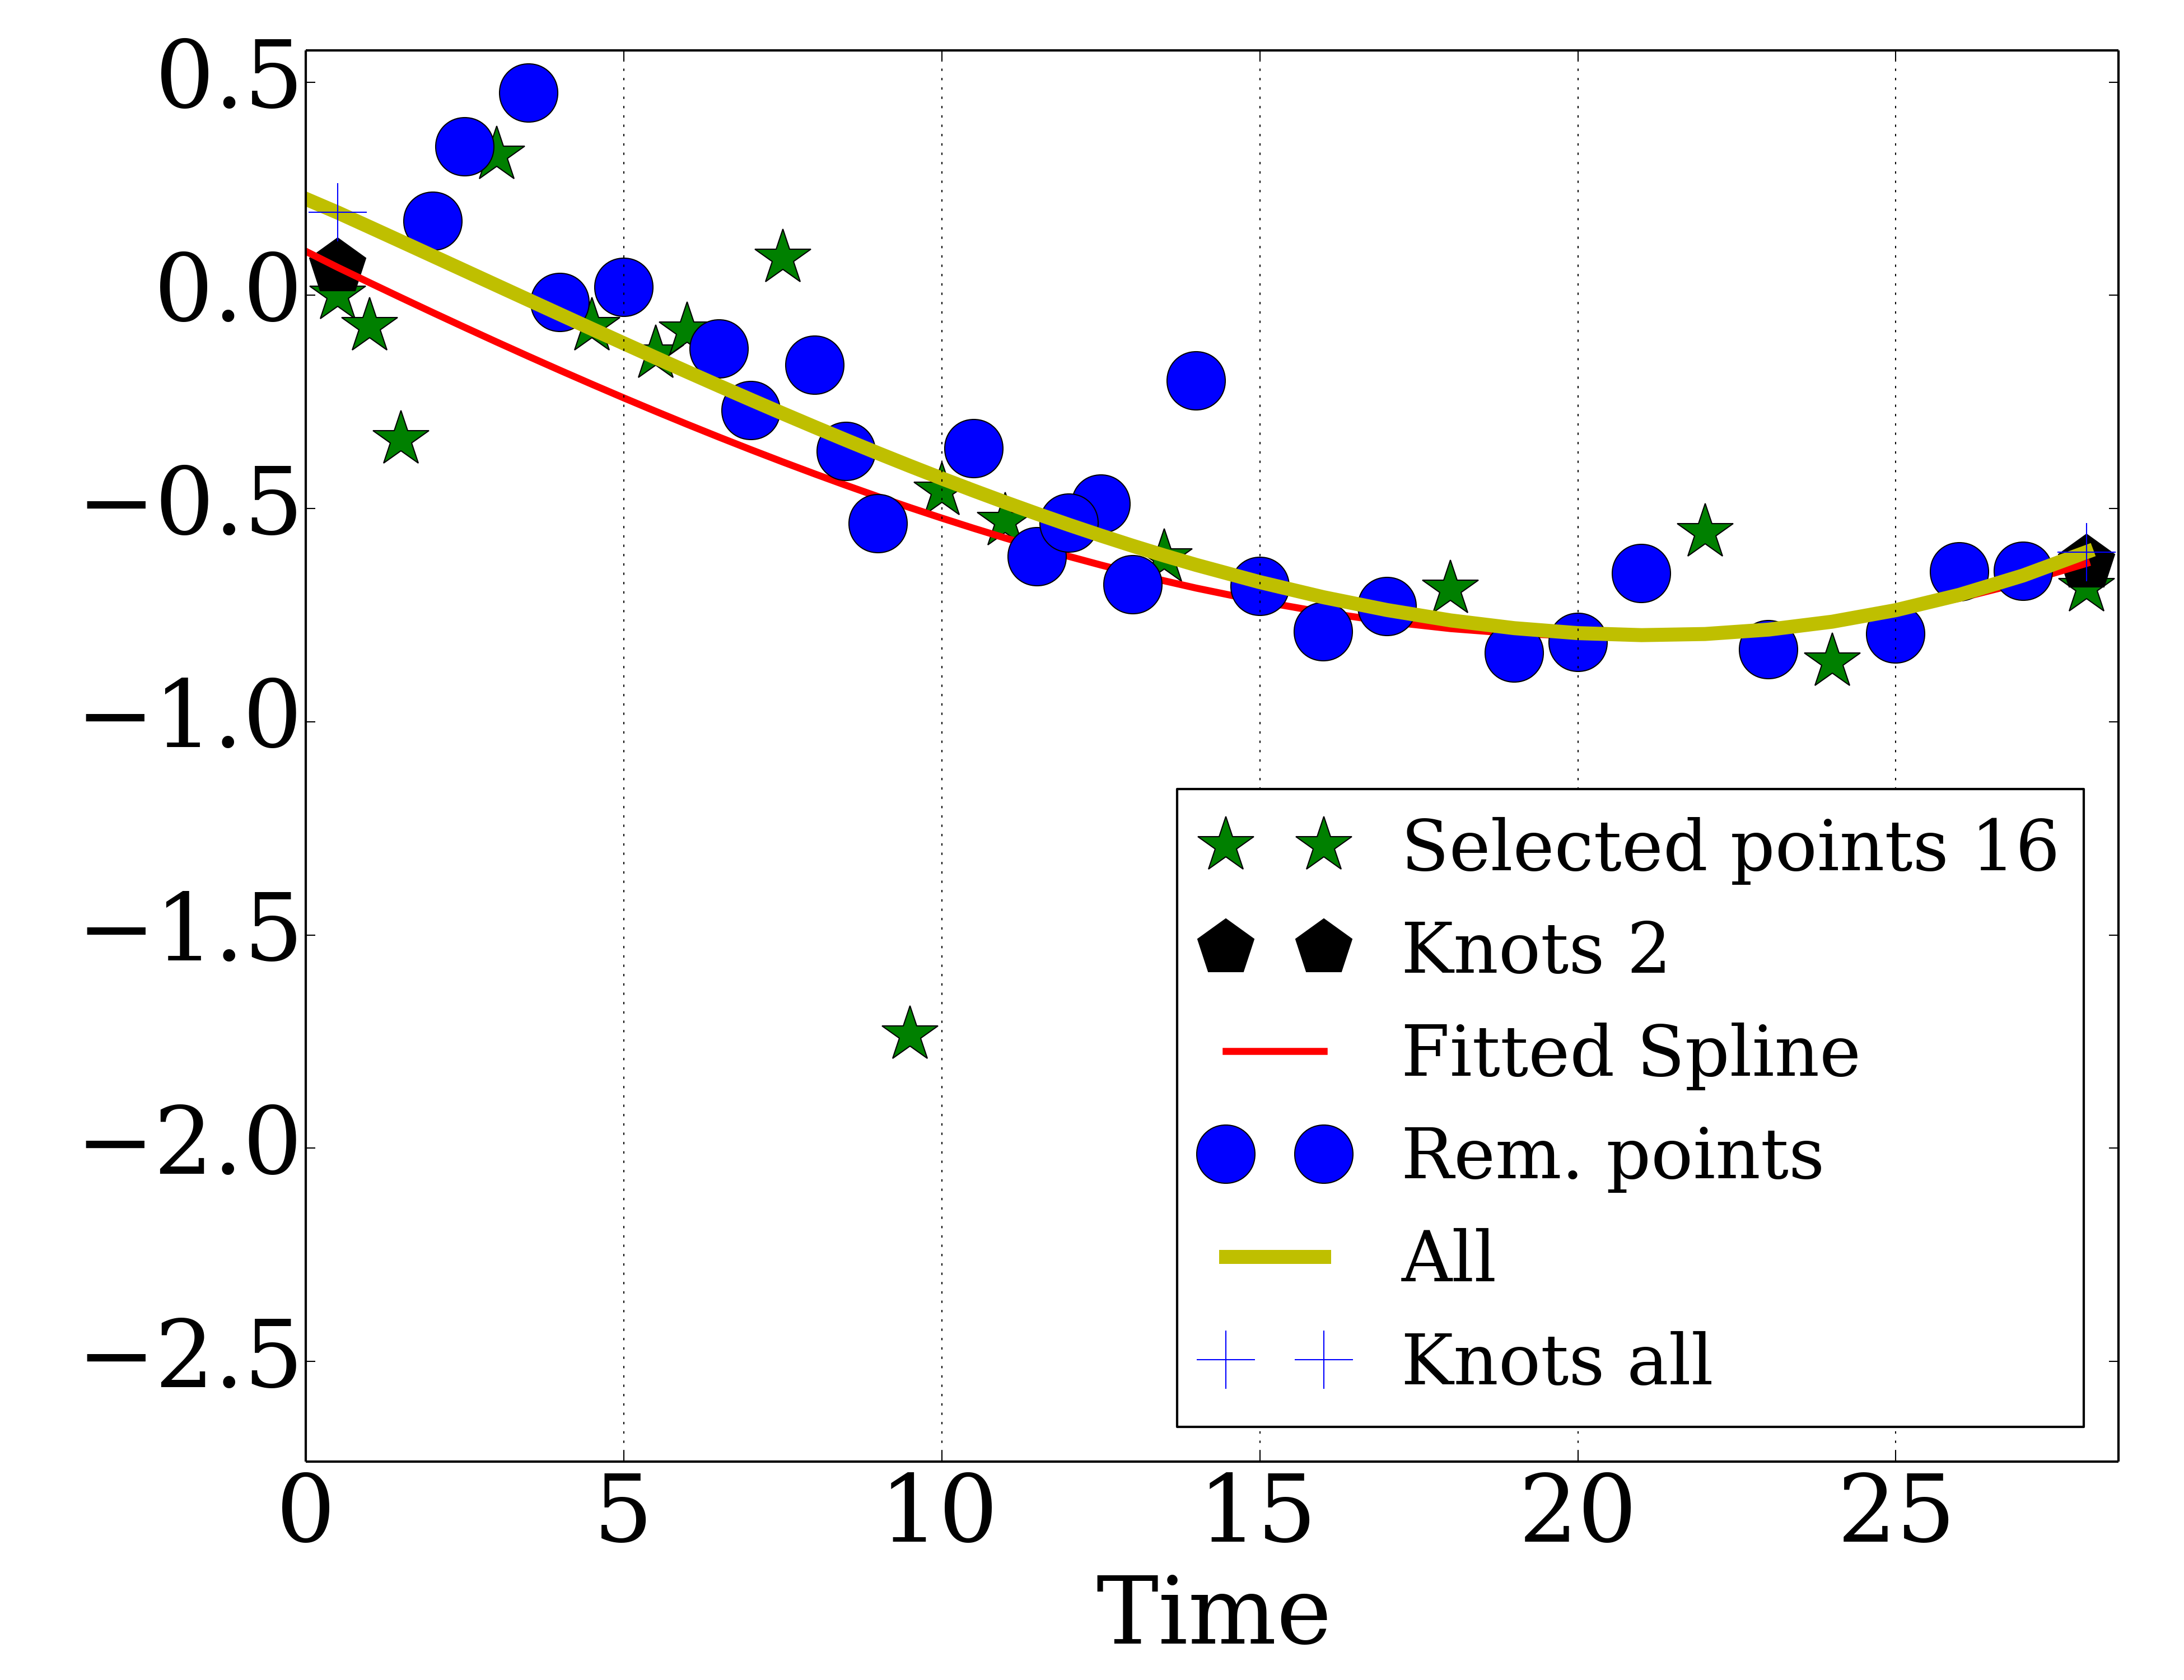 0.5
0.0
−0.5
−1.0
−1.5
−2.0
−2.5
Selected points 16
Knots 2
Fitted Spline
Rem. points
All
Knots all
0 5 10 15 20 25
Time